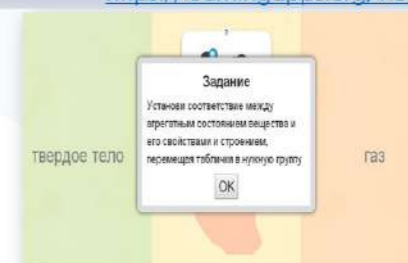 Задание
Установи соответствие между
агрегатным состоянием вещества и
его свойствами и строением,
перемещая таблички в нужную группу
OK
твердое тело
газ